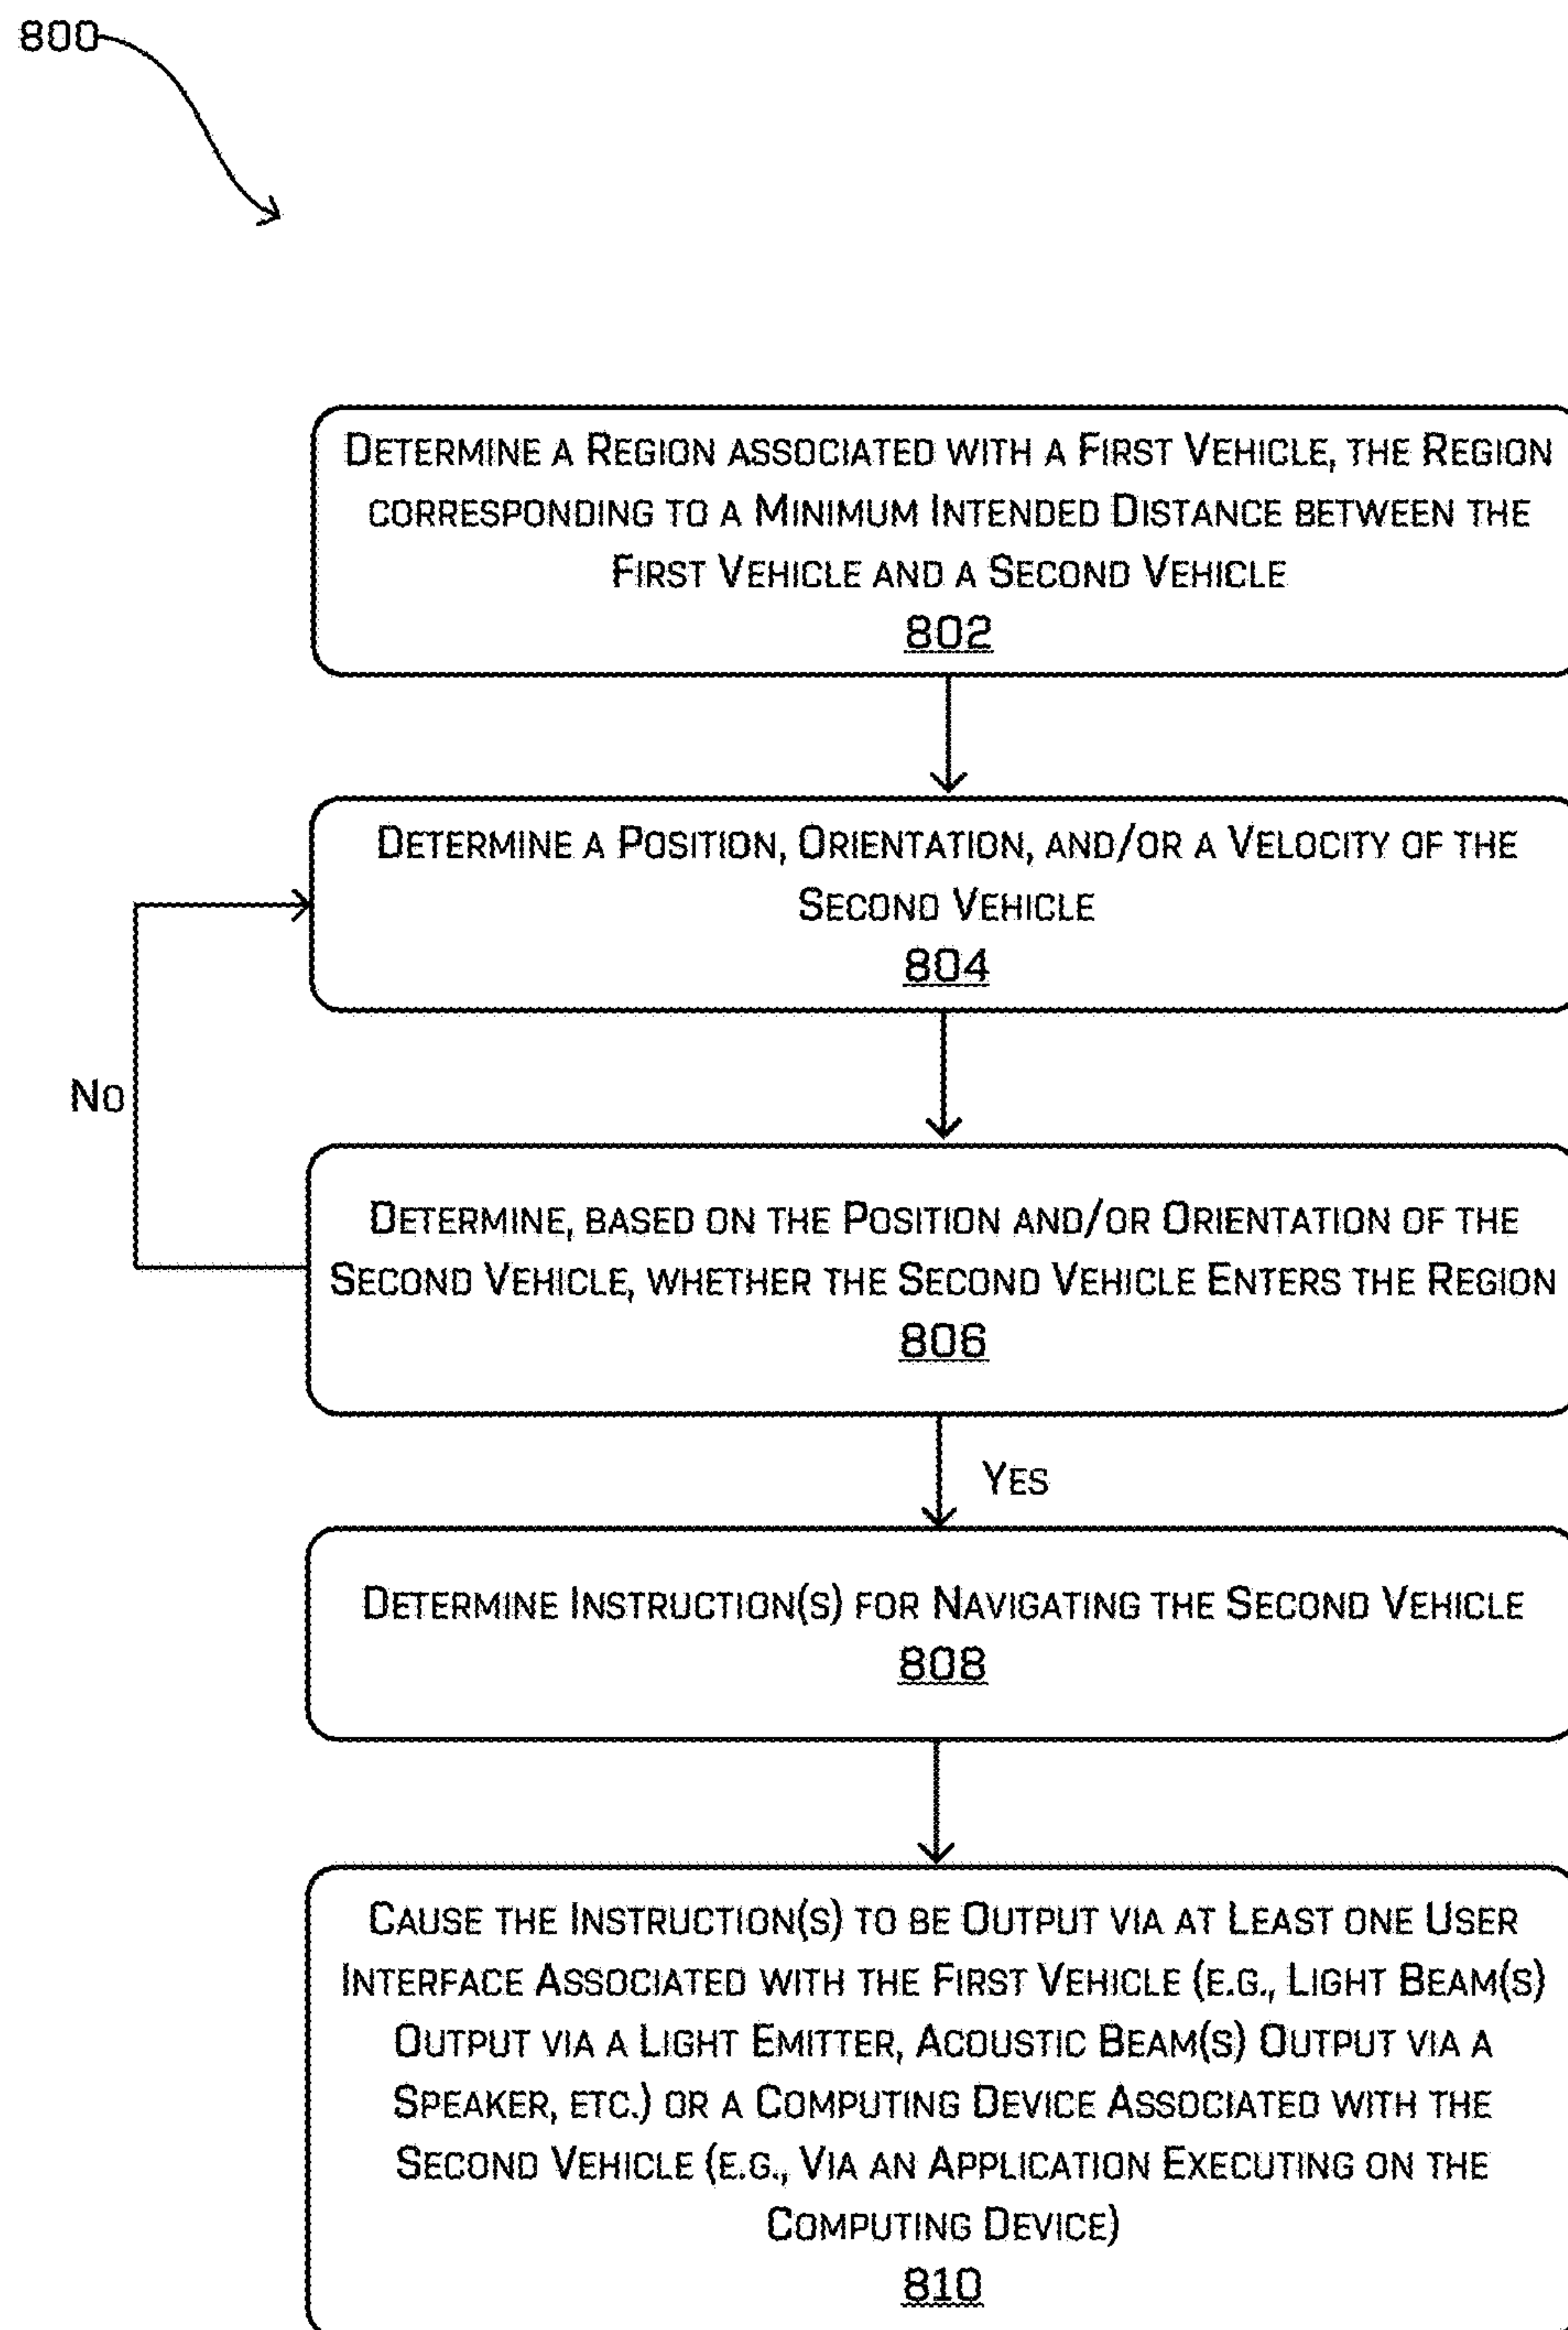 800
Determine a Region associated with a First Vehicle, the Region
corresponding to a Minimum Intended Distance between the
First Vehicle and a Second Vehicle
802
Determine a Position, Orientation, and/or a Velocity of the
Second Vehicle
804
No
Determine, based on the Position and/or Orientation of the
Second Vehicle, whether the Second Vehicle Enters the Region
806
Yes
Determine Instruction(s) for Navigating the Second Vehicle
808
Cause the Instruction(s) to be Output via at Least one User
Interface Associated with the First Vehicle (e.g., Light Beam(s)
Output via a Light Emitter, Acoustic Beam(s) Output via a
Speaker, etc.) or a Computing Device Associated with the
Second Vehicle (e.g., Via an Application Executing on the
Computing Device)
810